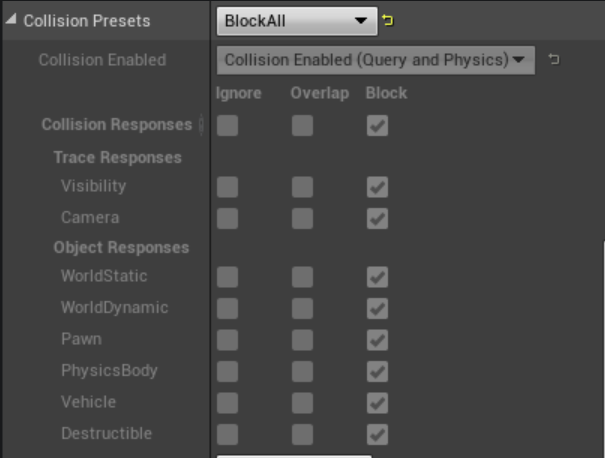 Collision Presets BlockAll
Collision Enabled Collision Enabled (Query and Physics)
Ignore Overlap Block
Collision Responses
Trace Responses
Visibility
Camera
Object Responses
WorldStatic
WorldDynamic
Pawn
PhysicsBody
Vehicle
Destructible